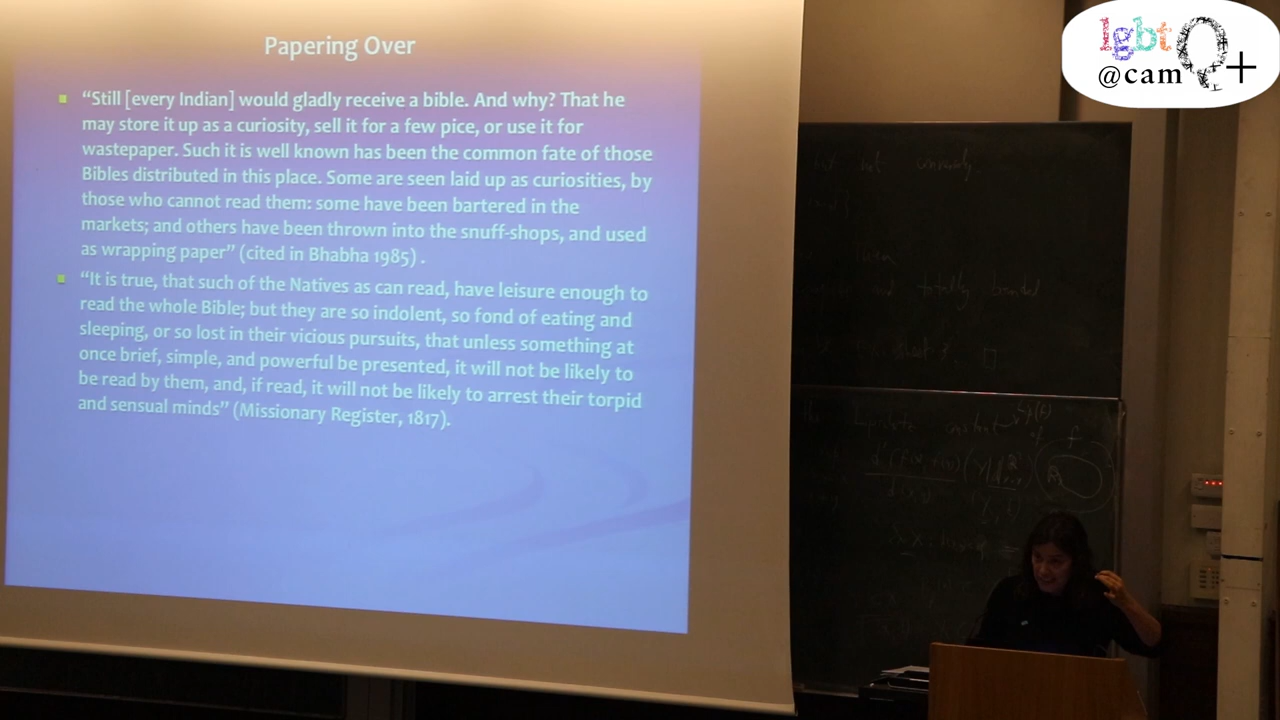 Papering Over
“Still [every Indian] would gladly receive a bible. And why? That he
may store it up as a curiosity, sell it for a few pice, or use it for
wastepaper. Such it is well known has been the common fate of those
Bibles distributed in this place. Some are seen laid up as curiosities, by
those who cannot read them: some have been bartered in the
markets; and others have been thrown into the snuff-shops, and used
as wrapping paper” (cited in Bhabha 1985) .
“It is true, that such of the Natives as can read, have leisure enough to
read the whole Bible; but they are so indolent, so fond of eating and
sleeping, or so lost in their vicious pursuits, that unless something at
once brief, simple, and powerful be presented, it will not be likely to
be read by them, and, if read, it will not be likely to arrest their torpid
and sensual minds” (Missionary Register, 1817).
lgbtQ+
@cam
not
totally bounded